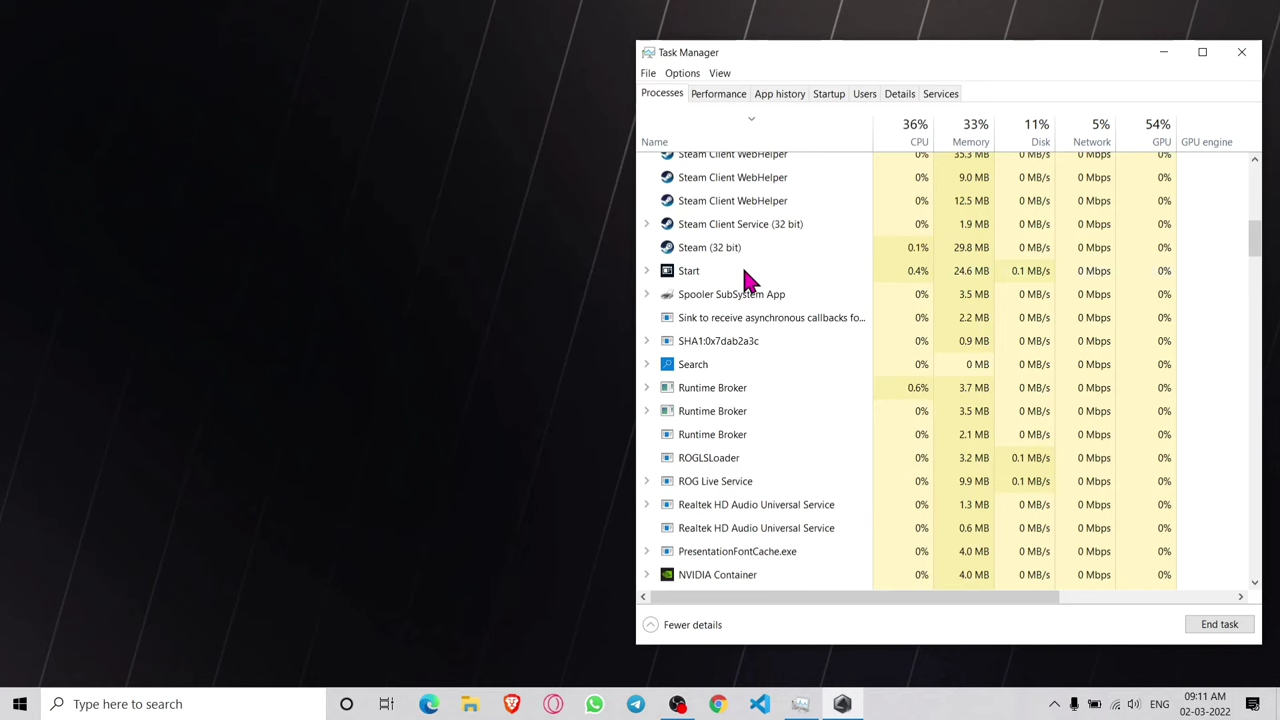 Task Manager
File Options View
Processes Performance App history Startup Users Details Services
36% 33% 11% 5% 54%
Name CPU Memory Disk Network GPU GPU engine
Steam Client WebHelper 0% 35.3 MB 0 MB/s 0 Mbps 0%
Steam Client WebHelper 0% 9.0 MB 0 MB/s 0 Mbps 0%
Steam Client WebHelper 0% 12.5 MB 0 MB/s 0 Mbps 0%
Steam Client Service (32 bit) 0% 1.9 MB 0 MB/s 0 Mbps 0%
Steam (32 bit) 0.1% 29.8 MB 0 MB/s 0 Mbps 0%
Start 0.4% 24.6 MB 0.1 MB/s 0 Mbps 0%
Spooler SubSystem App 0% 3.5 MB 0 MB/s 0 Mbps 0%
Sink to receive asynchronous callbacks fo... 0% 2.2 MB 0 MB/s 0 Mbps 0%
SHA1:0x7dab2a3c 0% 0.9 MB 0 MB/s 0 Mbps 0%
Search 0% 0 MB 0 MB/s 0 Mbps 0%
Runtime Broker 0.6% 3.7 MB 0 MB/s 0 Mbps 0%
Runtime Broker 0% 3.5 MB 0 MB/s 0 Mbps 0%
Runtime Broker 0% 2.1 MB 0 MB/s 0 Mbps 0%
ROGLSLoader 0% 3.2 MB 0.1 MB/s 0 Mbps 0%
ROG Live Service 0% 9.9 MB 0.1 MB/s 0 Mbps 0%
Realtek HD Audio Universal Service 0% 1.3 MB 0 MB/s 0 Mbps 0%
Realtek HD Audio Universal Service 0% 0.6 MB 0 MB/s 0 Mbps 0%
PresentationFontCache.exe 0% 4.0 MB 0 MB/s 0 Mbps 0%
NVIDIA Container 0% 4.0 MB 0 MB/s 0 Mbps 0%
Fewer details End task
Type here to search ENG 09:11 AM
02-03-2022